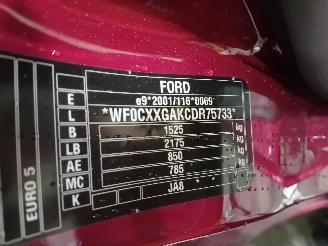 FORD
E e9*2001/116*0069
L *WF0CXXGAKCDR75733*
B 1525 kg
LB 2175 kg
AE 850 kg
MC 785 kg
K JA8
EURO 5